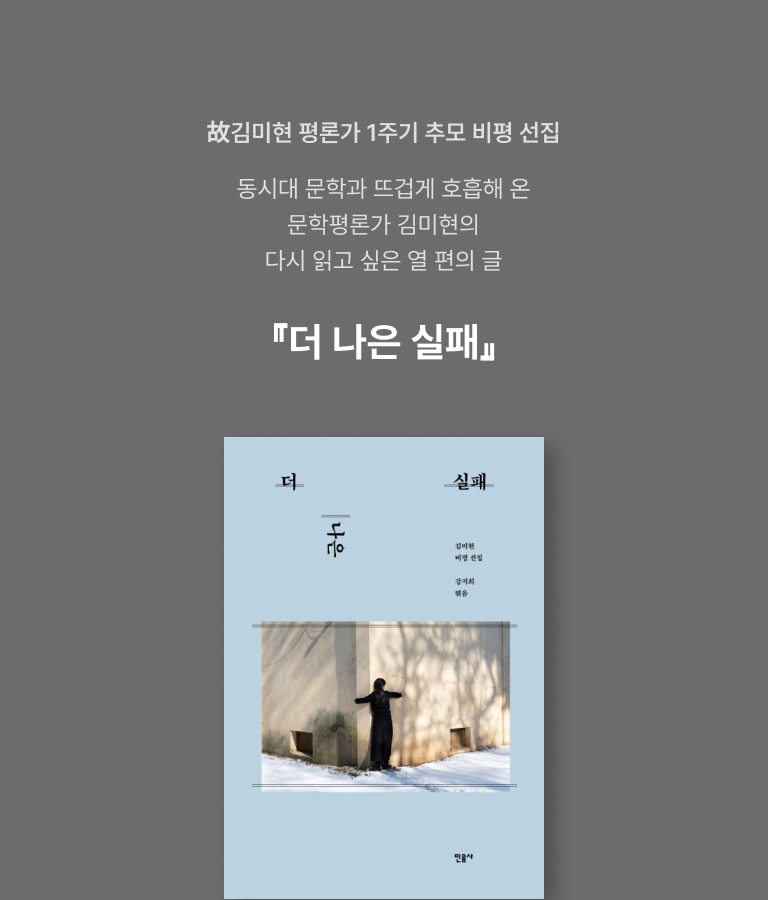 故김미현 평론가 1주기 추모 비평 선집
동시대 문학과 뜨겁게 호흡해 온
문학평론가 김미현의
다시 읽고 싶은 열 편의 글
『더 나은 실패』
더
나은
실패
김미현
비평 선집
강지희
엮음
민음사